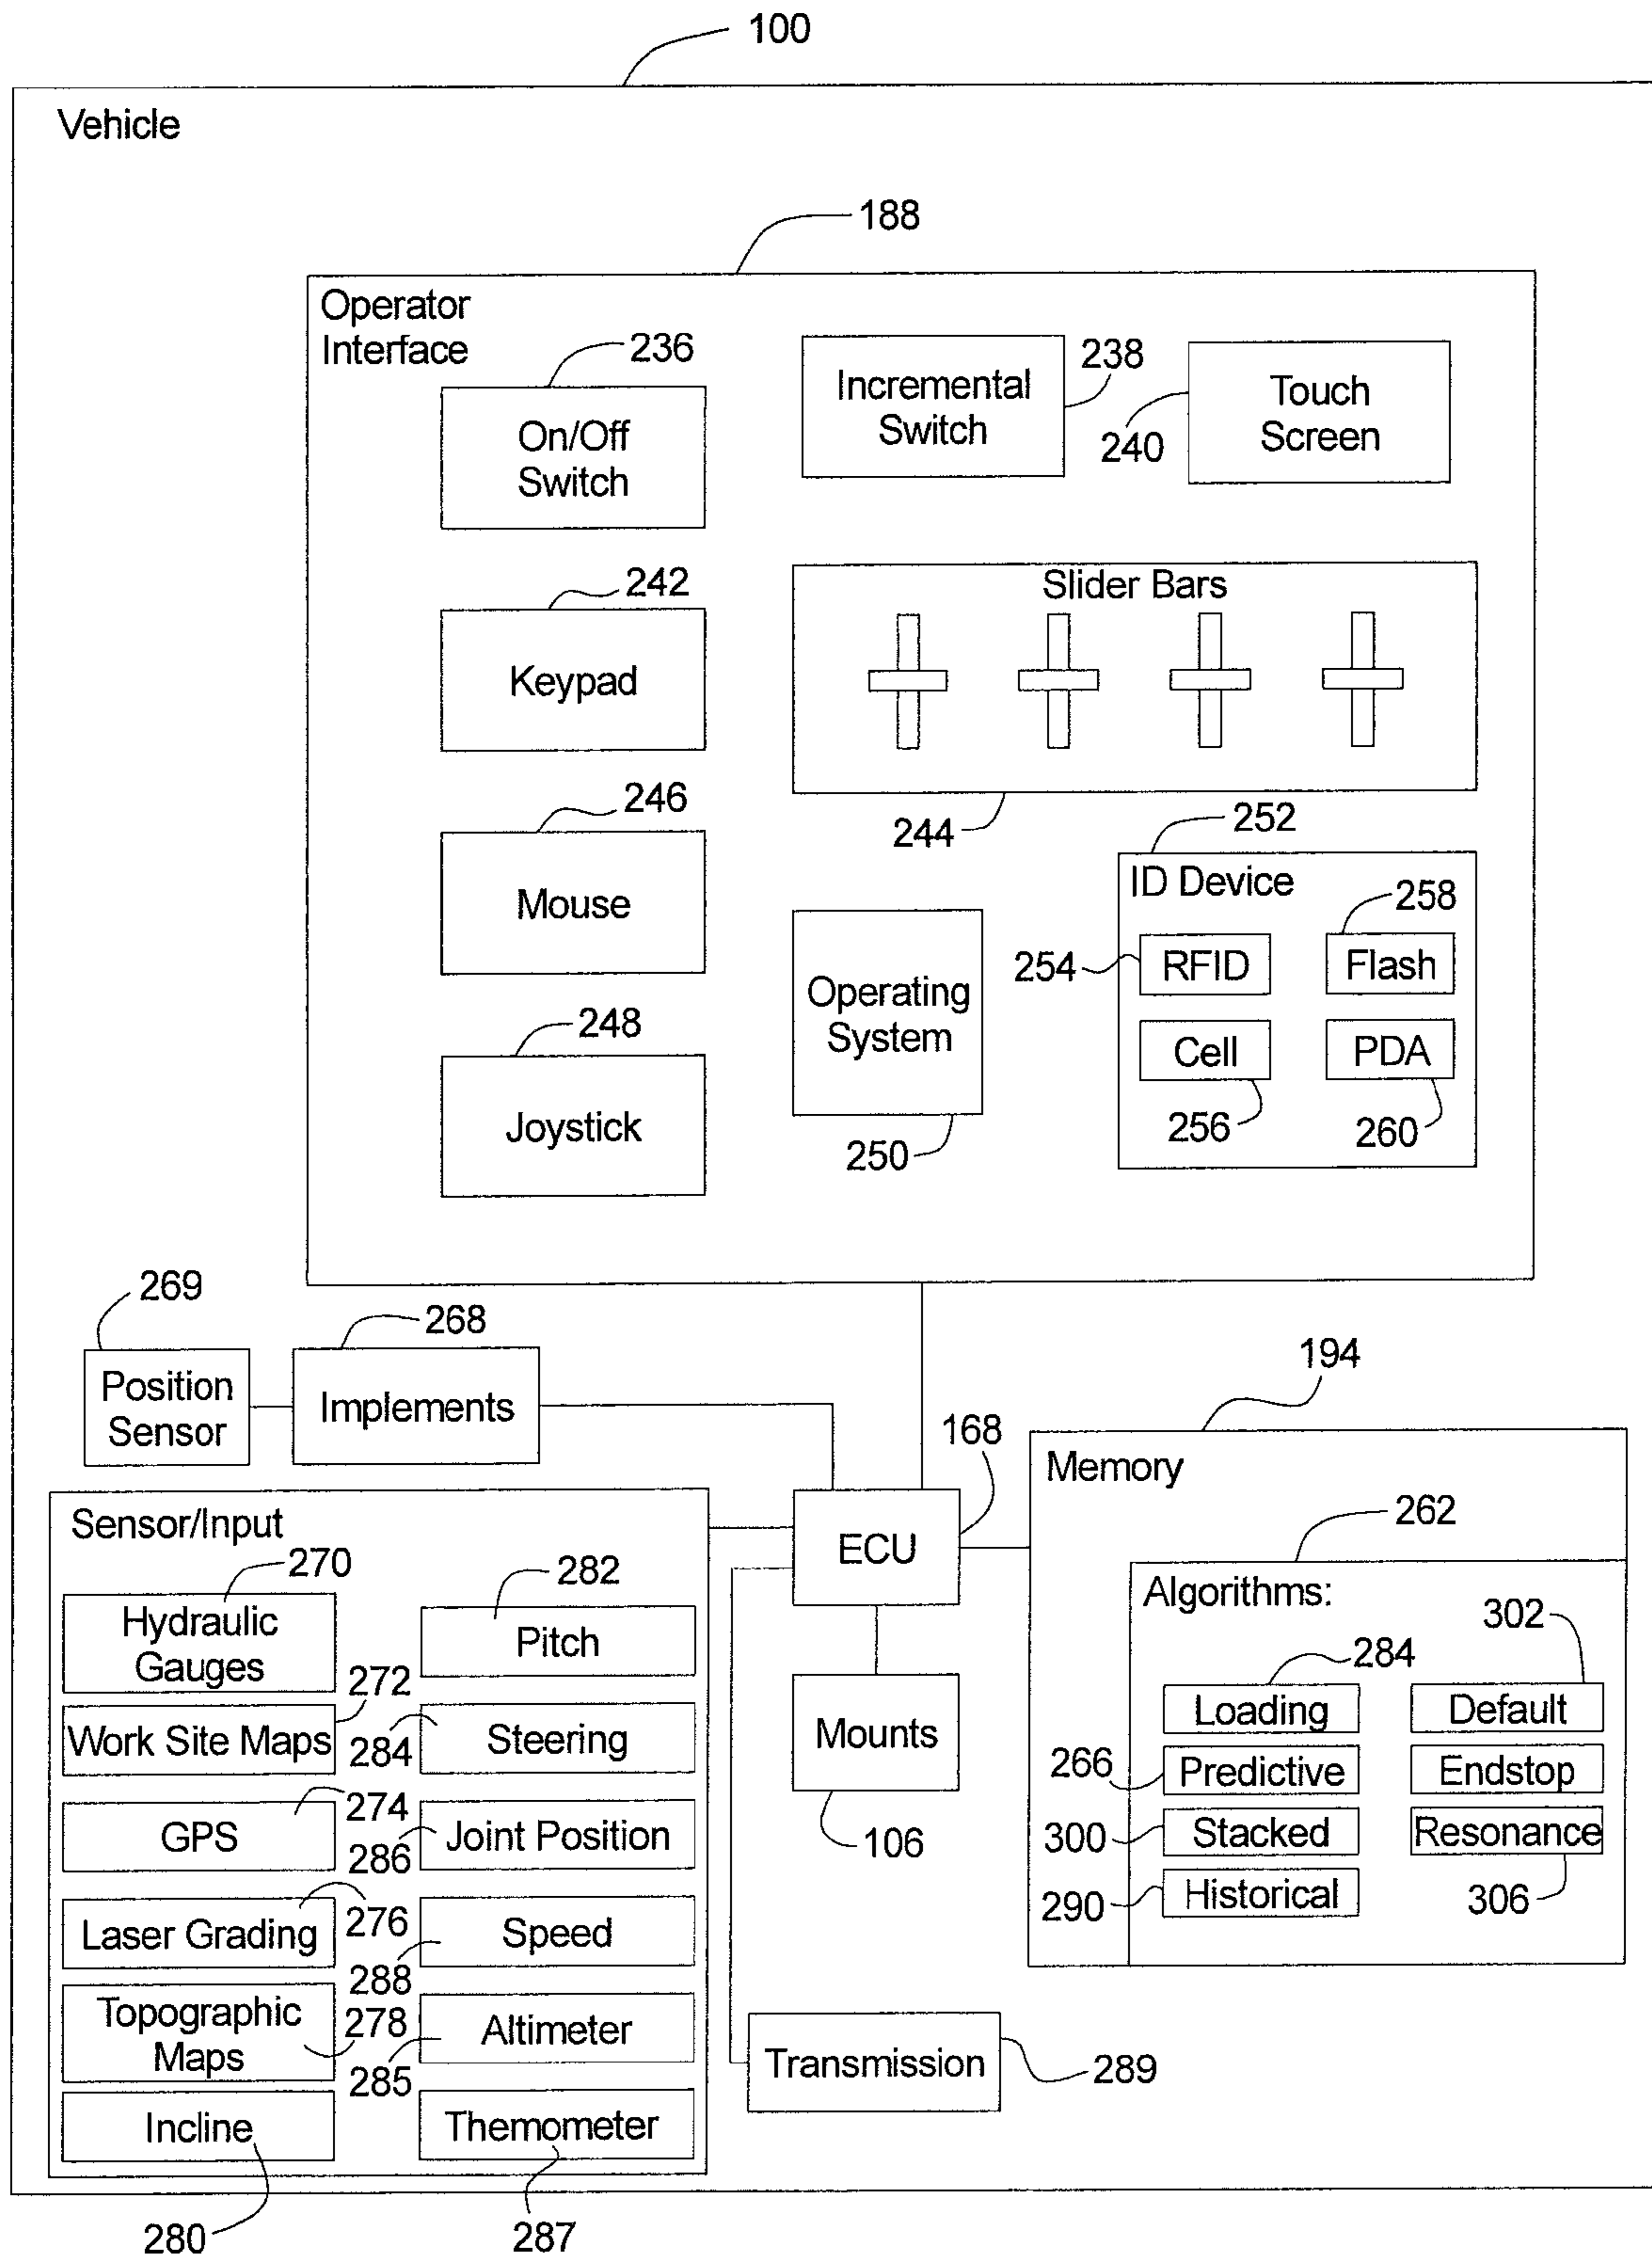 100
Vehicle
188
Operator
Interface
236
On/Off
Switch
Incremental
Switch
238
240
Touch
Screen
242
Keypad
Slider Bars
244
246
Mouse
Operating
System
250
252
ID Device
254
RFID
258
Flash
Cell
256
PDA
260
248
Joystick
269
Position
Sensor
268
Implements
168
ECU
194
Memory
262
Algorithms:
284
Loading
302
Default
266
Predictive
Endstop
300
Stacked
Resonance
306
290
Historical
Mounts
106
Transmission
289
Sensor/Input
270
Hydraulic
Gauges
282
Pitch
272
Work Site Maps
284
Steering
274
GPS
286
Joint Position
276
Laser Grading
288
Speed
Topographic
Maps
278
285
Altimeter
Incline
280
Themometer
287